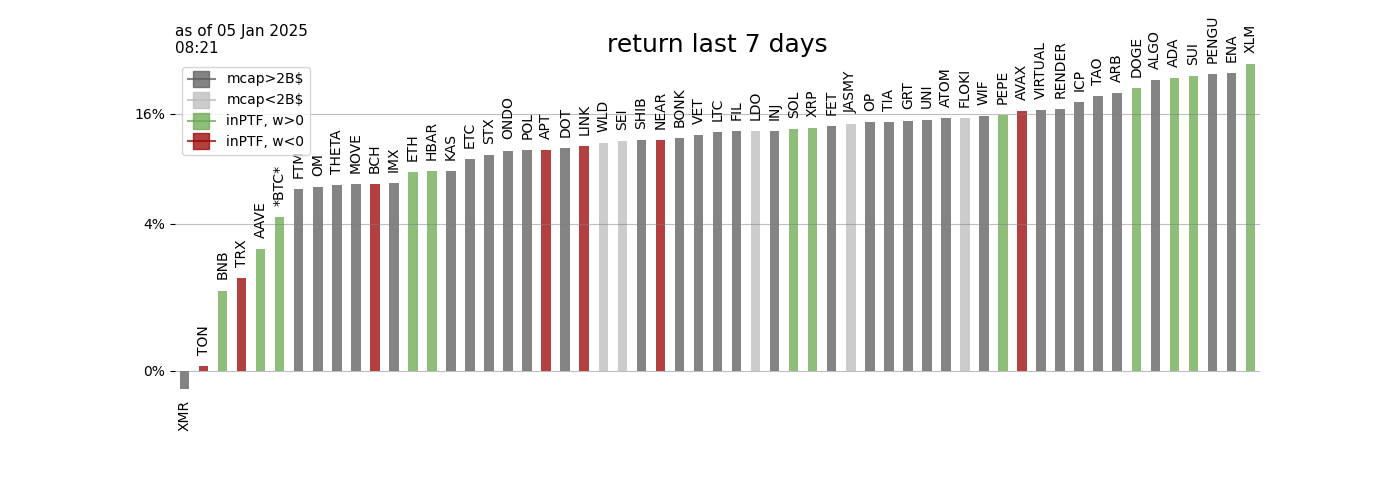 as of 05 Jan 2025
08:21
return last 7 days
mcap>2B$
mcap<2B$
inPTF, w>0
inPTF, w<0
16%
4%
0%
XMR
TON
BNB
TRX
AAVE
*BTC*
FTM
OM
THETA
MOVE
BCH
IMX
ETH
HBAR
KAS
ETC
STX
ONDO
POL
APT
DOT
LINK
WLD
SEI
SHIB
NEAR
BONK
VET
LTC
FIL
LDO
INJ
SOL
XRP
FET
JASMY
OP
TIA
GRT
UNI
ATOM
FLOKI
WIF
PEPE
AVAX
VIRTUAL
RENDER
ICP
TAO
ARB
DOGE
ALGO
ADA
SUI
PENGU
ENA
XLM